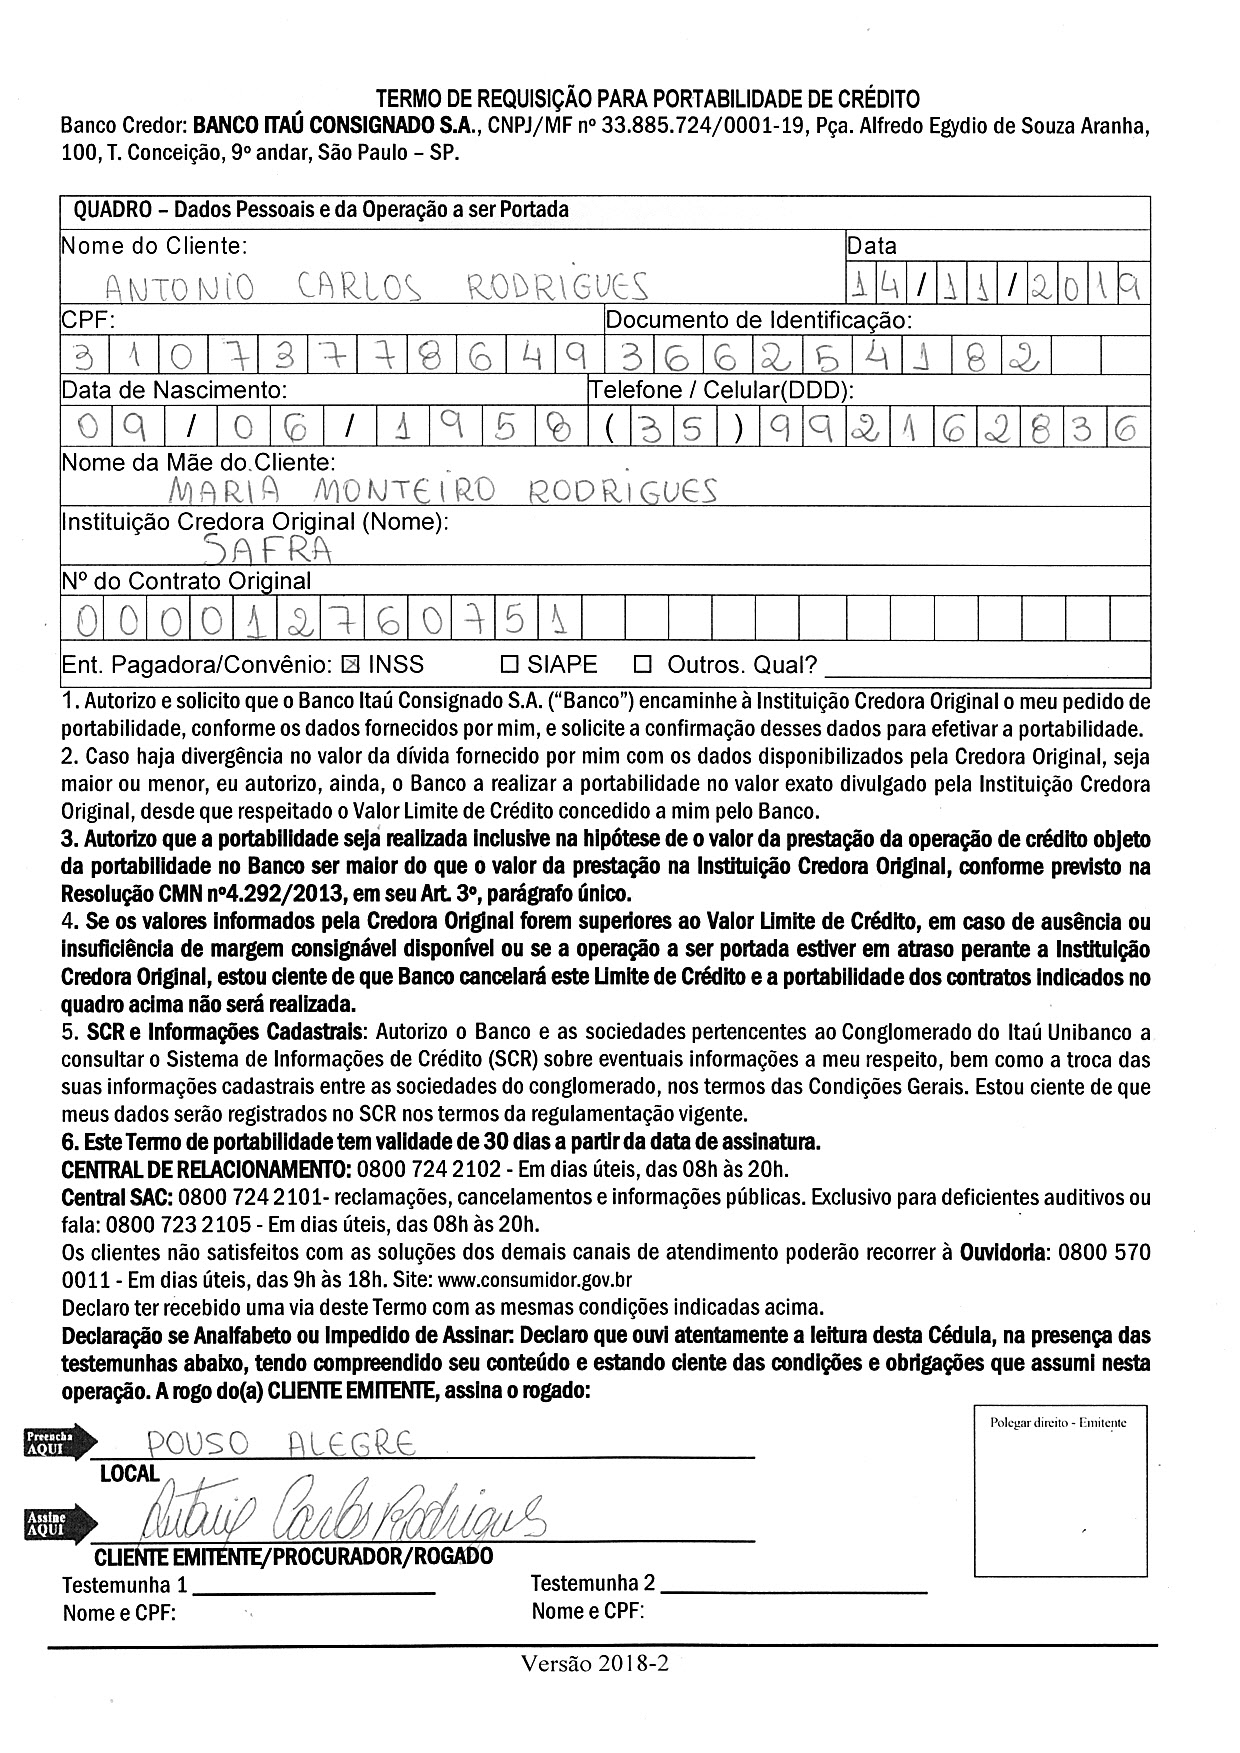 TERMO DE REQUISIÇÃO PARA PORTABILIDADE DE CRÉDITO
Banco Credor: BANCO ITAÚ CONSIGNADO S.A., CNPJ/MF nº 33.885.724/0001-19, Pça. Alfredo Egydio de Souza Aranha,
100, T. Conceição, 9º andar, São Paulo – SP.
QUADRO – Dados Pessoais e da Operação a ser Portada
Nome do Cliente: Data
ANTONIO CARLOS RODRIGUES 14/11/2019
CPF: Documento de Identificação:
31073778649 366254182
Data de Nascimento: Telefone / Celular(DDD):
09/06/1958 (35)992162836
Nome da Mãe do Cliente:
MARIA MONTEIRO RODRIGUES
Instituição Credora Original (Nome):
SAFRA
Nº do Contrato Original
000012760751
Ent. Pagadora/Convênio: ☒ INSS ☐ SIAPE ☐ Outros. Qual?
1. Autorizo e solicito que o Banco Itaú Consignado S.A. (“Banco”) encaminhe à Instituição Credora Original o meu pedido de
portabilidade, conforme os dados fornecidos por mim, e solicite a confirmação desses dados para efetivar a portabilidade.
2. Caso haja divergência no valor da dívida fornecido por mim com os dados disponibilizados pela Credora Original, seja
maior ou menor, eu autorizo, ainda, o Banco a realizar a portabilidade no valor exato divulgado pela Instituição Credora
Original, desde que respeitado o Valor Limite de Crédito concedido a mim pelo Banco.
3. Autorizo que a portabilidade seja realizada inclusive na hipótese de o valor da prestação da operação de crédito objeto
da portabilidade no Banco ser maior do que o valor da prestação na Instituição Credora Original, conforme previsto na
Resolução CMN nº4.292/2013, em seu Art. 3º, parágrafo único.
4. Se os valores informados pela Credora Original forem superiores ao Valor Limite de Crédito, em caso de ausência ou
insuficiência de margem consignável disponível ou se a operação a ser portada estiver em atraso perante a Instituição
Credora Original, estou ciente de que Banco cancelará este Limite de Crédito e a portabilidade dos contratos indicados no
quadro acima não será realizada.
5. SCR e Informações Cadastrais: Autorizo o Banco e as sociedades pertencentes ao Conglomerado do Itaú Unibanco a
consultar o Sistema de Informações de Crédito (SCR) sobre eventuais informações a meu respeito, bem como a troca das
suas informações cadastrais entre as sociedades do conglomerado, nos termos das Condições Gerais. Estou ciente de que
meus dados serão registrados no SCR nos termos da regulamentação vigente.
6. Este Termo de portabilidade tem validade de 30 dias a partir da data de assinatura.
CENTRAL DE RELACIONAMENTO: 0800 724 2102 - Em dias úteis, das 08h às 20h.
Central SAC: 0800 724 2101- reclamações, cancelamentos e informações públicas. Exclusivo para deficientes auditivos ou
fala: 0800 723 2105 - Em dias úteis, das 08h às 20h.
Os clientes não satisfeitos com as soluções dos demais canais de atendimento poderão recorrer à Ouvidoria: 0800 570
0011 - Em dias úteis, das 9h às 18h. Site: www.consumidor.gov.br
Declaro ter recebido uma via deste Termo com as mesmas condições indicadas acima.
Declaração se Analfabeto ou Impedido de Assinar: Declaro que ouvi atentamente a leitura desta Cédula, na presença das
testemunhas abaixo, tendo compreendido seu conteúdo e estando ciente das condições e obrigações que assumi nesta
operação. A rogo do(a) CLIENTE EMITENTE, assina o rogado:
Polegar direito - Emitente
Preencha
AQUI
POUSO ALEGRE
LOCAL
Assine
AQUI
Antonio Carlos Rodrigues
CLIENTE EMITENTE/PROCURADOR/ROGADO
Testemunha 1 Testemunha 2
Nome e CPF: Nome e CPF:
Versão 2018-2